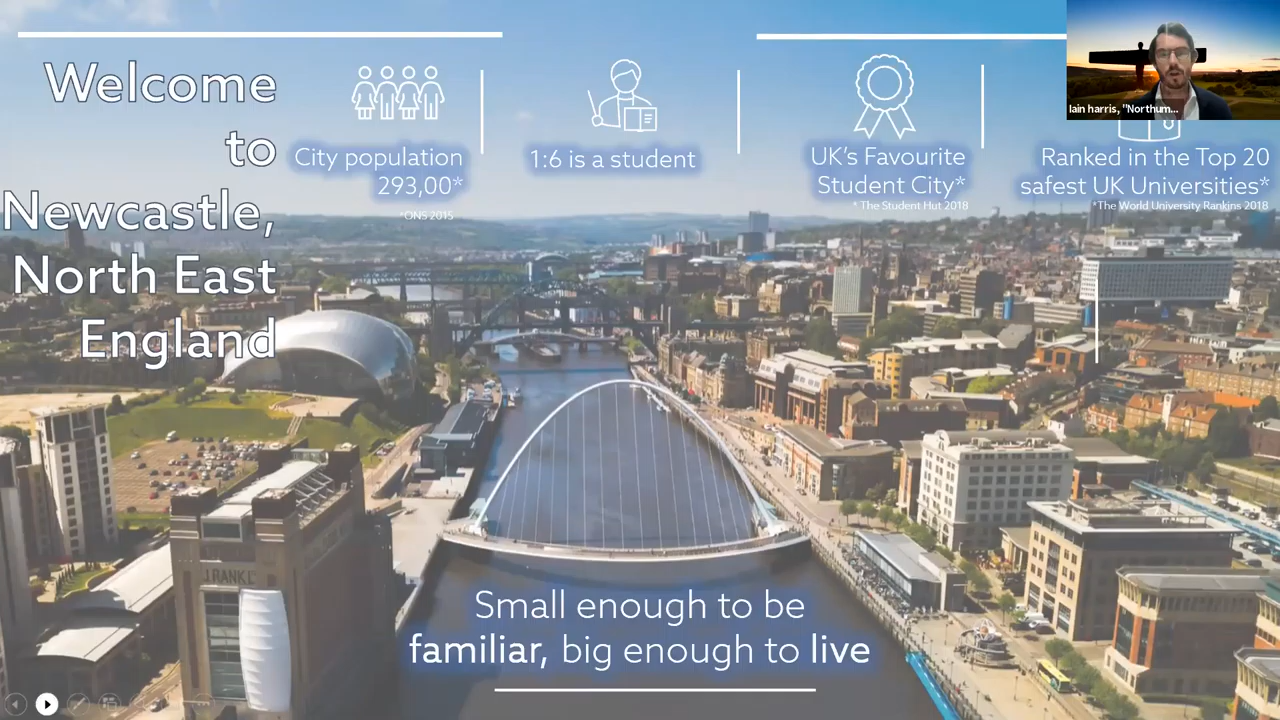 Welcome
to
Newcastle,
North East
England
City population
293,00*
*ONS 2015
1:6 is a student
UK's Favourite
Student City*
* The Student Hut 2018
Ranked in the Top 20
safest UK Universities*
*The World University Rankins 2018
Iain harris, "Northum...
Small enough to be
familiar, big enough to live